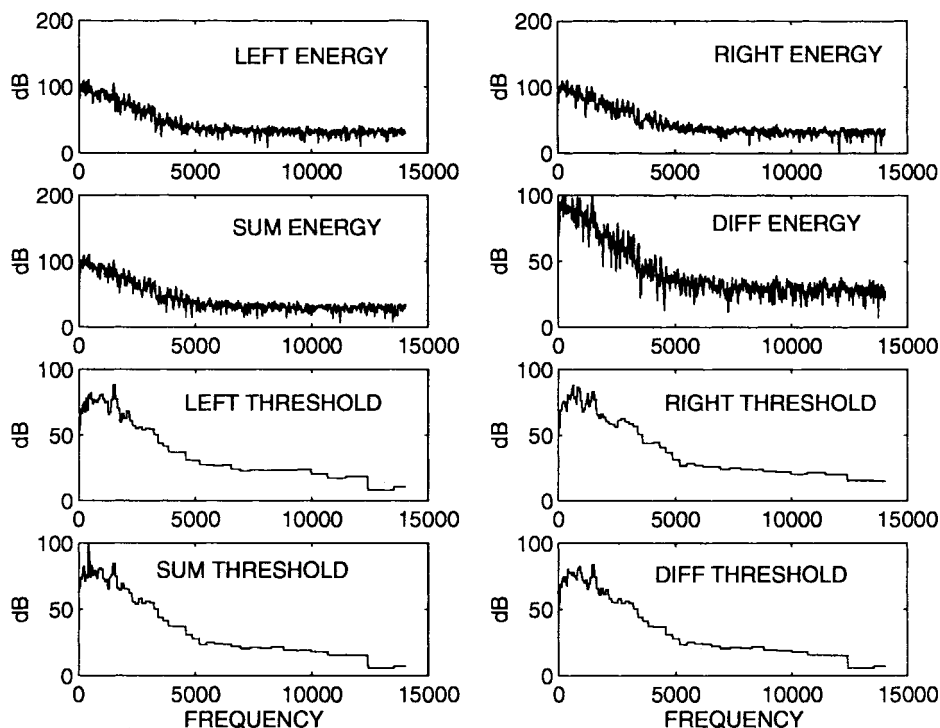 200
LEFT ENERGY
dB
100
0
0 5000 10000 15000
200
RIGHT ENERGY
dB
100
0
0 5000 10000 15000
200
SUM ENERGY
dB
100
0
0 5000 10000 15000
100
DIFF ENERGY
dB
50
0
0 5000 10000 15000
100
LEFT THRESHOLD
dB
50
0
0 5000 10000 15000
100
RIGHT THRESHOLD
dB
50
0
0 5000 10000 15000
100
SUM THRESHOLD
dB
50
0
0 5000 10000 15000
FREQUENCY
100
DIFF THRESHOLD
dB
50
0
0 5000 10000 15000
FREQUENCY